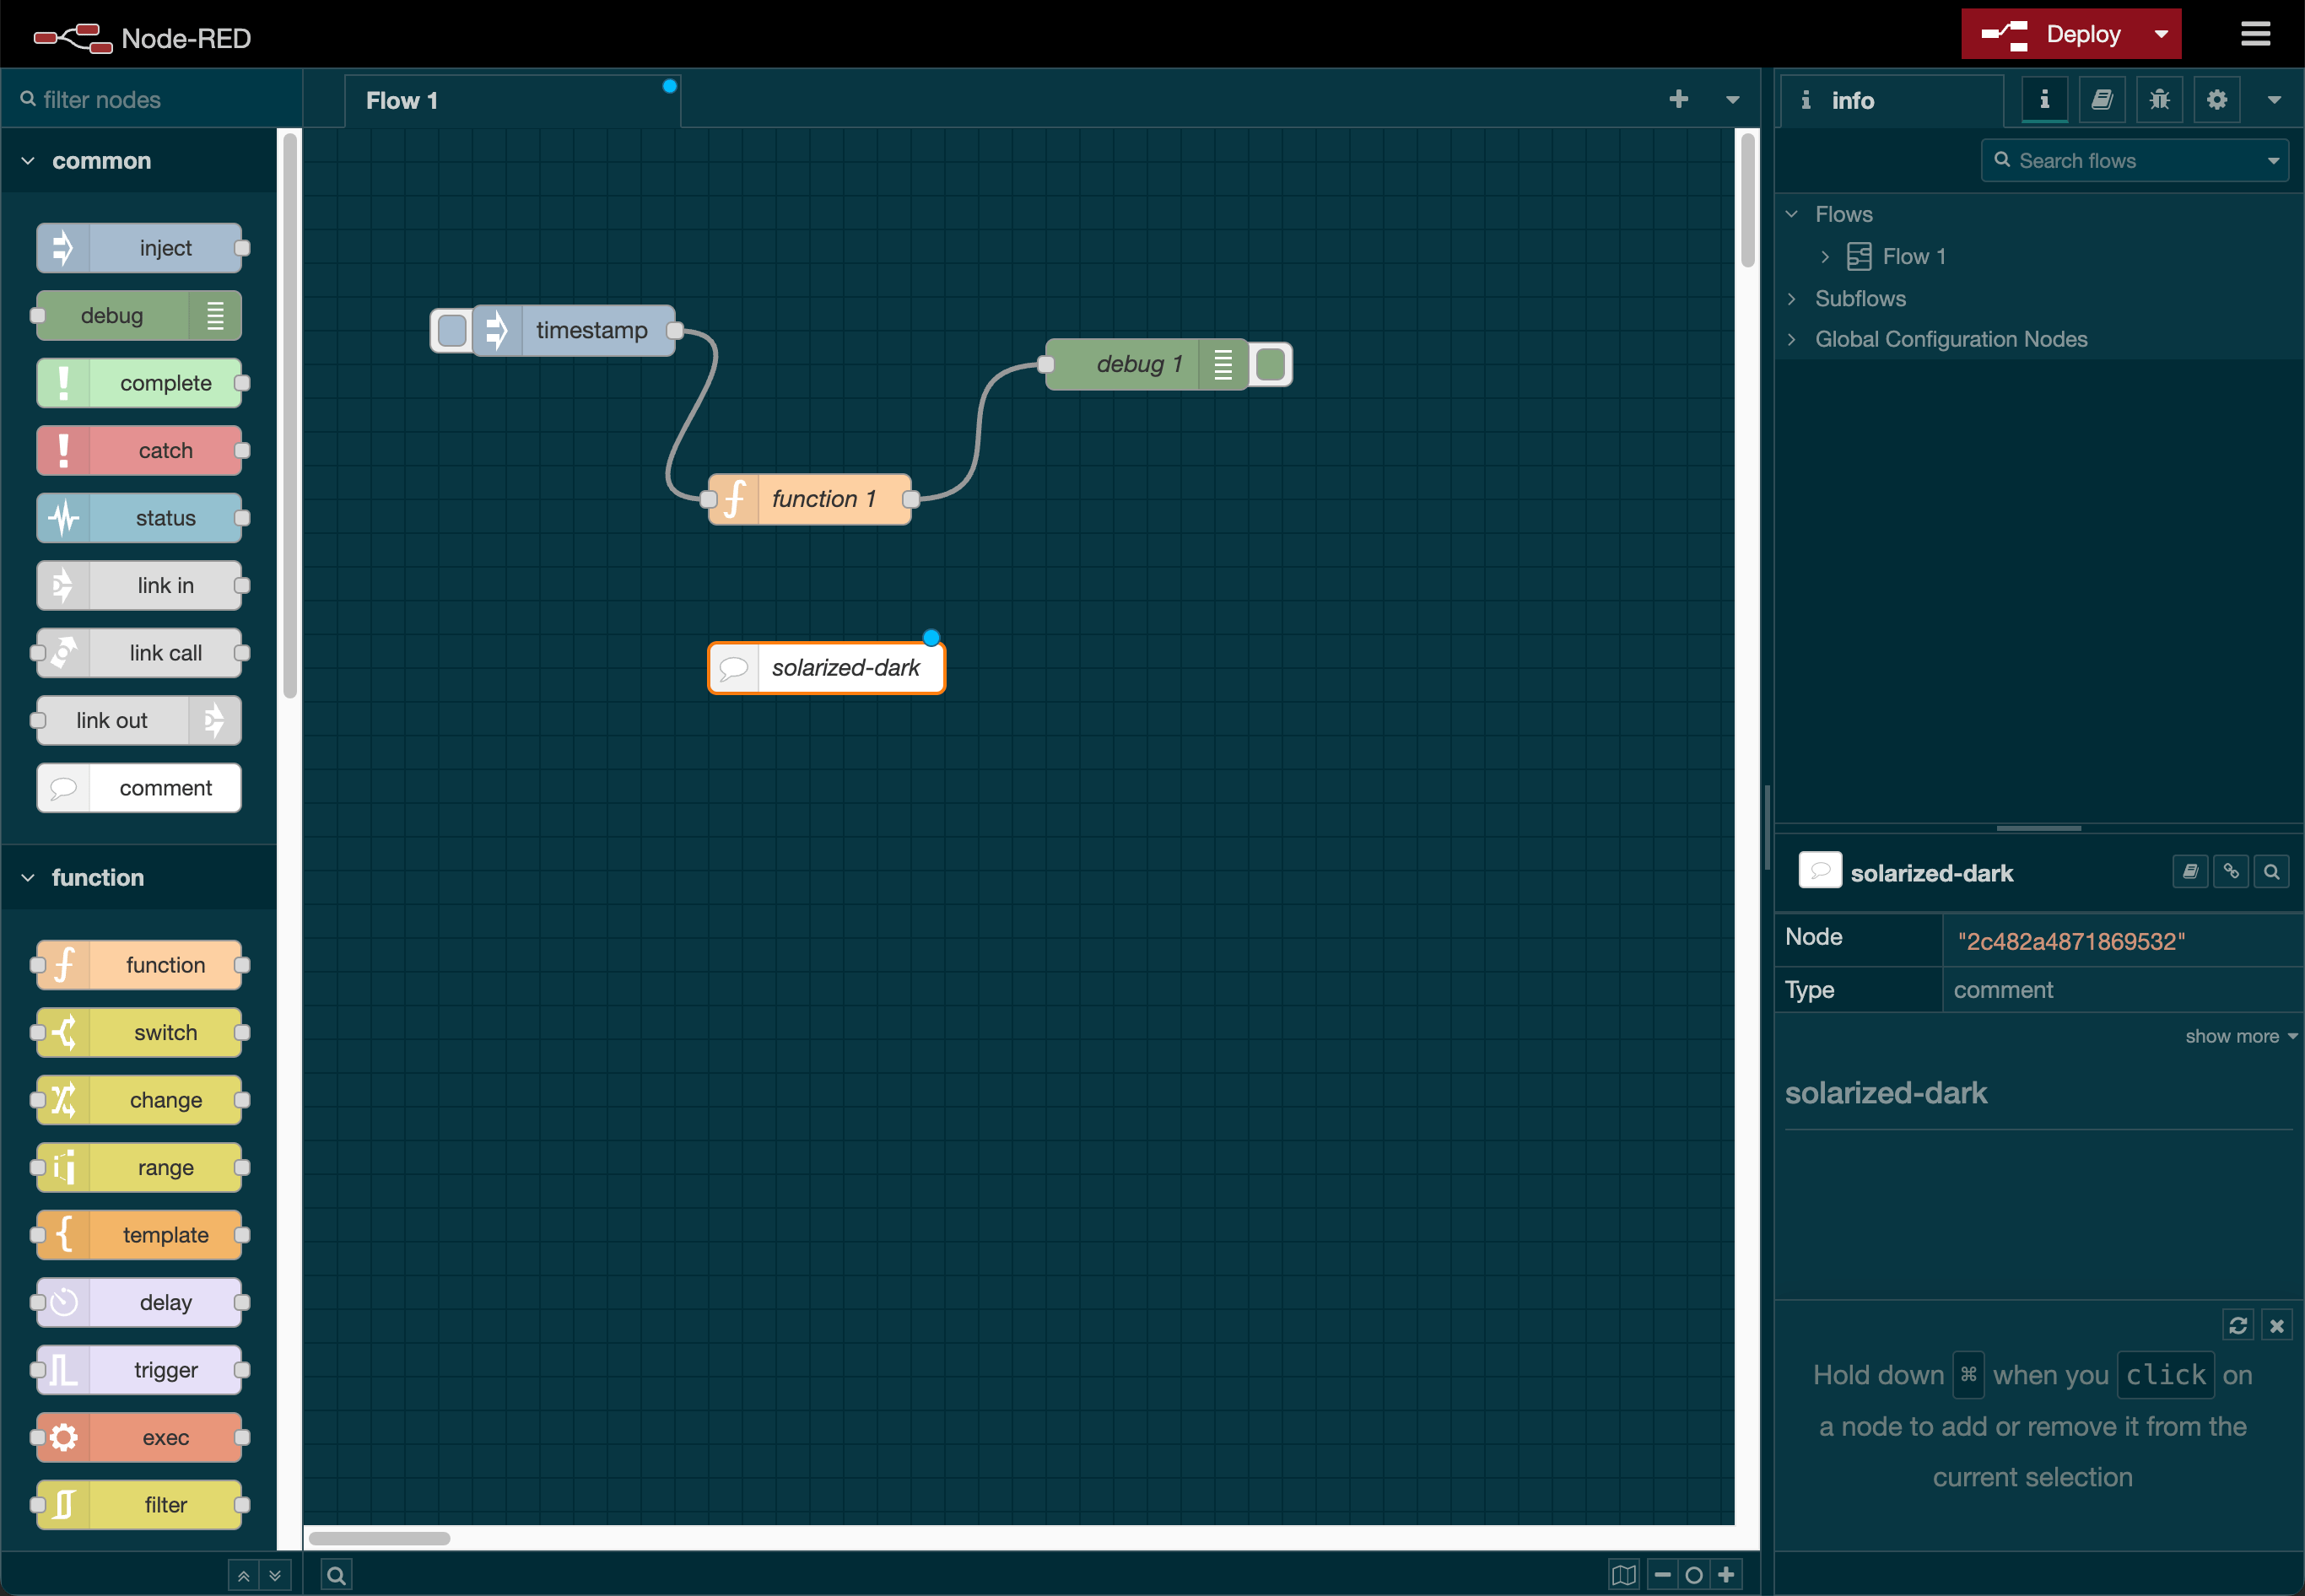 Node-RED
Deploy
filter nodes
Flow 1
info
common
Search flows
inject
debug
complete
catch
status
link in
link call
link out
comment
function
function
switch
change
range
template
delay
trigger
exec
filter
timestamp
debug 1
function 1
solarized-dark
Flows
Flow 1
Subflows
Global Configuration Nodes
solarized-dark
Node "2c482a4871869532"
Type comment
show more
solarized-dark
Hold down ⌘ when you click on
a node to add or remove it from the
current selection